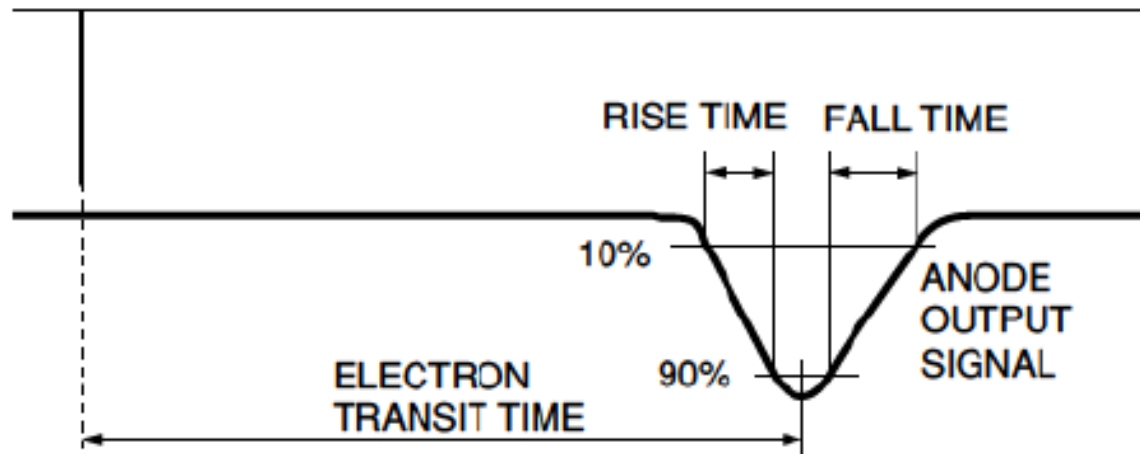 RISE TIME
FALL TIME
10%
ANODE
OUTPUT
SIGNAL
90%
ELECTRON
TRANSIT TIME